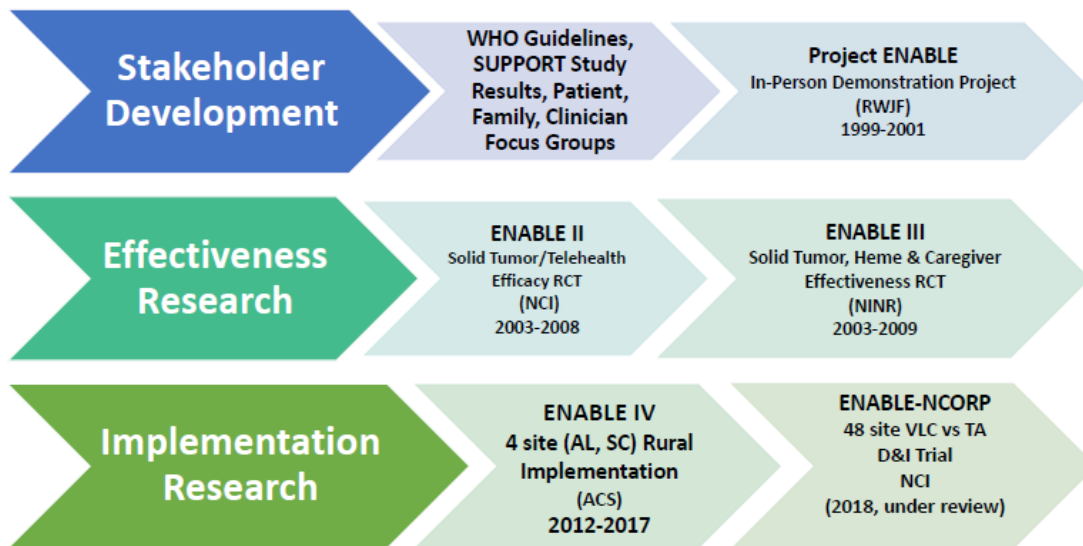 Stakeholder
Development
WHO Guidelines,
SUPPORT Study
Results, Patient,
Family, Clinician
Focus Groups
Project ENABLE
In-Person Demonstration Project
(RWJF)
1999-2001
Effectiveness
Research
ENABLE II
Solid Tumor/Telehealth
Efficacy RCT
(NCI)
2003-2008
ENABLE III
Solid Tumor, Heme & Caregiver
Effectiveness RCT
(NINR)
2003-2009
Implementation
Research
ENABLE IV
4 site (AL, SC) Rural
Implementation
(ACS)
2012-2017
ENABLE-NCORP
48 site VLC vs TA
D&I Trial
NCI
(2018, under review)